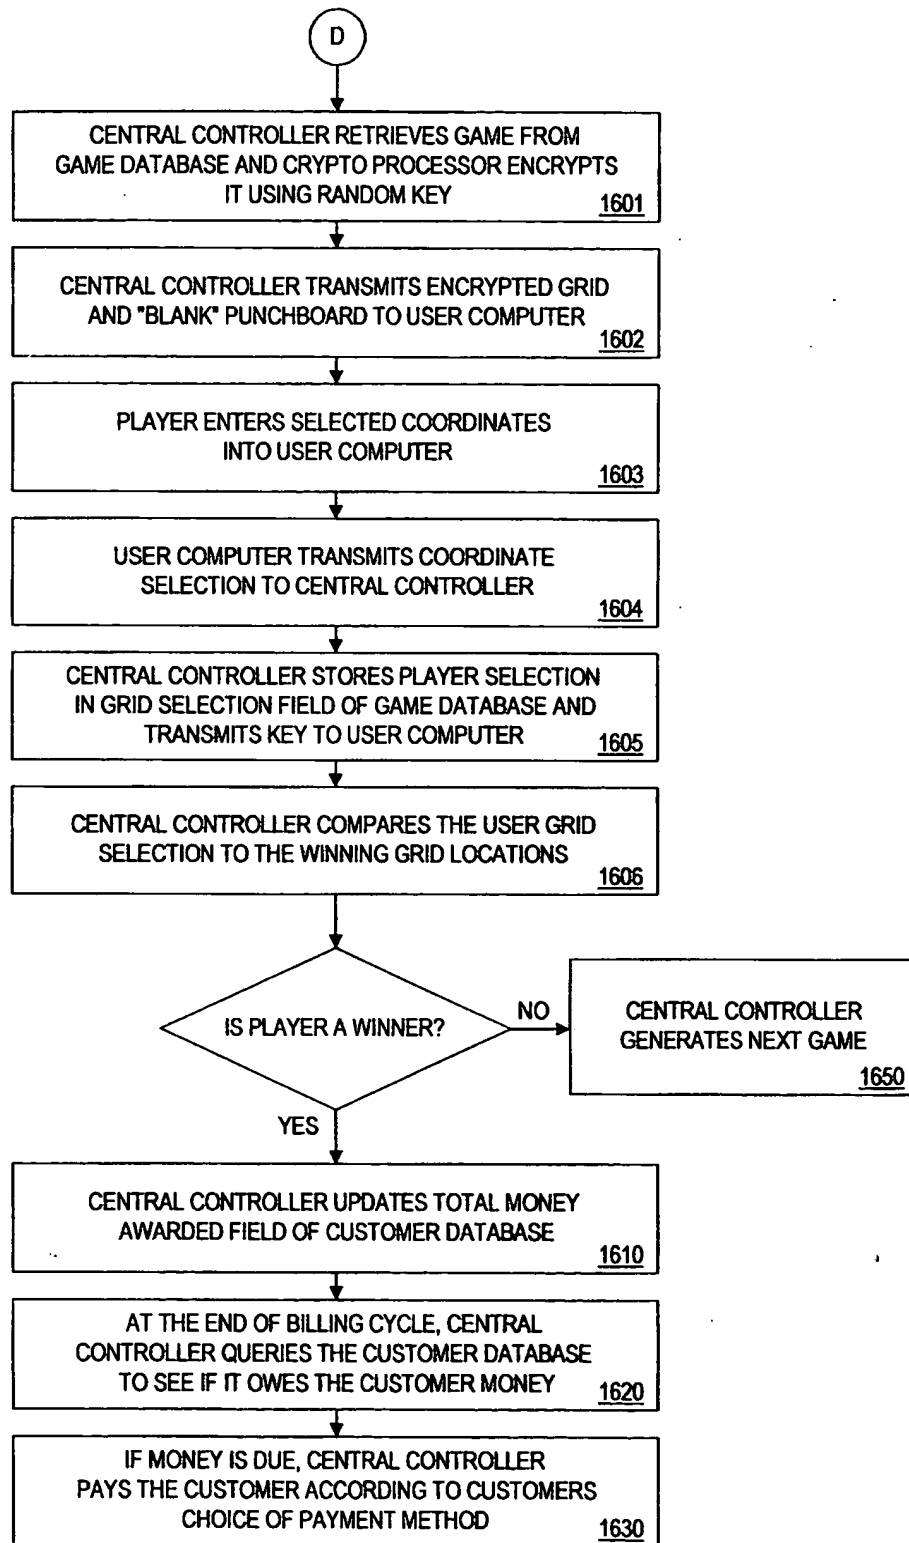 D
CENTRAL CONTROLLER RETRIEVES GAME FROM
GAME DATABASE AND CRYPTO PROCESSOR ENCRYPTS
IT USING RANDOM KEY
1601
CENTRAL CONTROLLER TRANSMITS ENCRYPTED GRID
AND "BLANK" PUNCHBOARD TO USER COMPUTER
1602
PLAYER ENTERS SELECTED COORDINATES
INTO USER COMPUTER
1603
USER COMPUTER TRANSMITS COORDINATE
SELECTION TO CENTRAL CONTROLLER
1604
CENTRAL CONTROLLER STORES PLAYER SELECTION
IN GRID SELECTION FIELD OF GAME DATABASE AND
TRANSMITS KEY TO USER COMPUTER
1605
CENTRAL CONTROLLER COMPARES THE USER GRID
SELECTION TO THE WINNING GRID LOCATIONS
1606
IS PLAYER A WINNER?
NO
CENTRAL CONTROLLER
GENERATES NEXT GAME
1650
YES
CENTRAL CONTROLLER UPDATES TOTAL MONEY
AWARDED FIELD OF CUSTOMER DATABASE
1610
AT THE END OF BILLING CYCLE, CENTRAL
CONTROLLER QUERIES THE CUSTOMER DATABASE
TO SEE IF IT OWES THE CUSTOMER MONEY
1620
IF MONEY IS DUE, CENTRAL CONTROLLER
PAYS THE CUSTOMER ACCORDING TO CUSTOMERS
CHOICE OF PAYMENT METHOD
1630